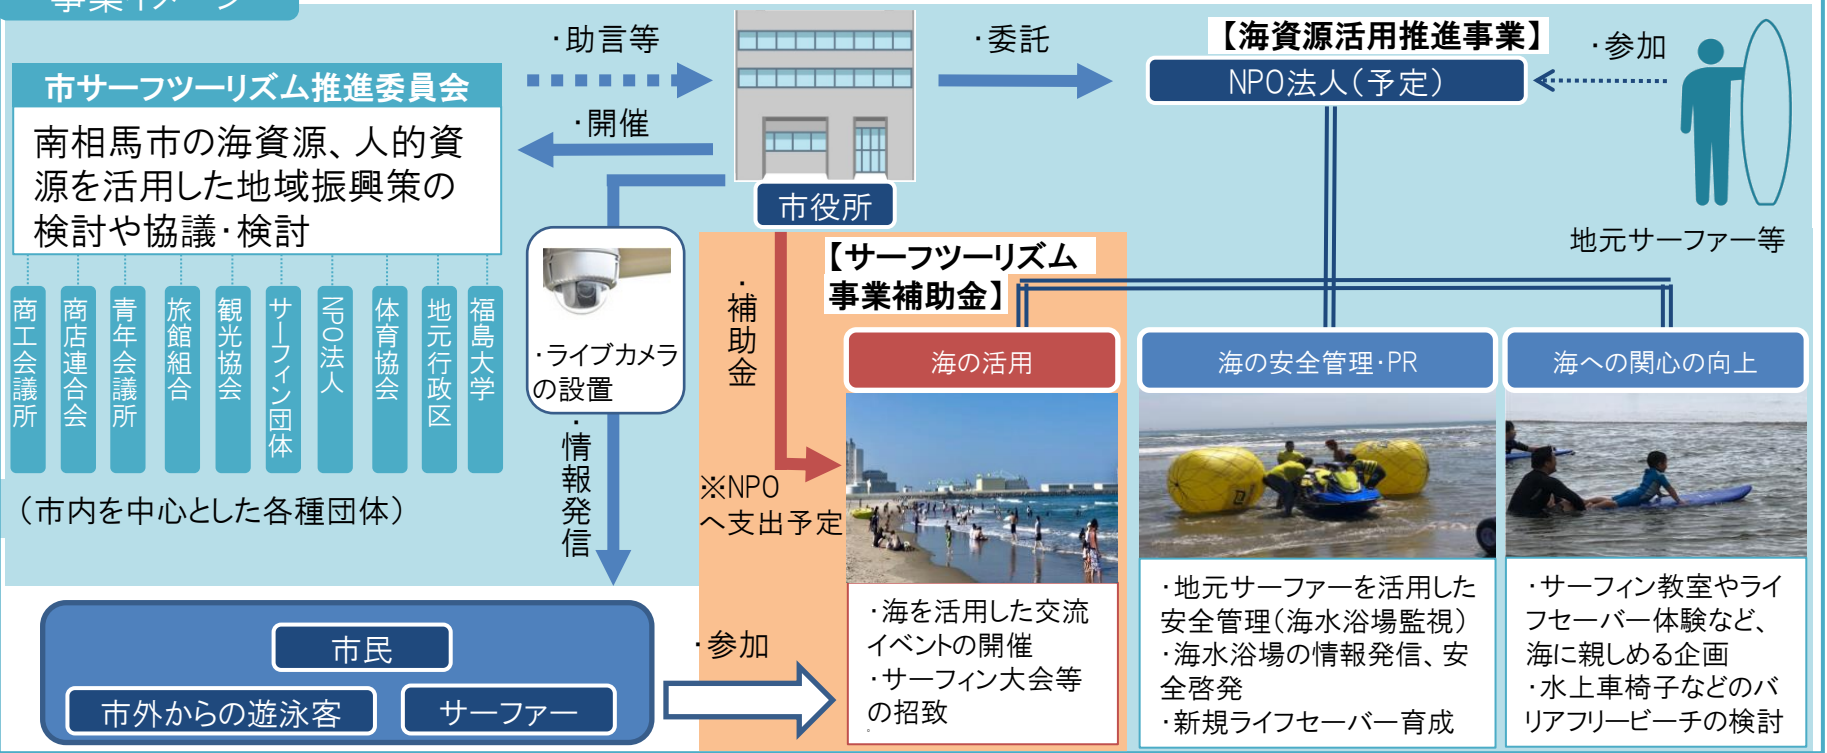 事業イメージ
・助言等
・委託
【海資源活用推進事業】
・参加
市サーフツーリズム推進委員会
NPO法人（予定）
・開催
南相馬市の海資源、人的資
源を活用した地域振興策の
検討や協議・検討
市役所
地元サーファー等
商工会議所
商店連合会
青年会議所
旅館組合
観光協会
サーフィン団体
NPO法人
体育協会
地元行政区
福島大学
（市内を中心とした各種団体）
・ライブカメラ
の設置
・情報発信
・補助金
【サーフツーリズム
事業補助金】
※NPO
へ支出予定
海の活用
海の安全管理・PR
海への関心の向上
・海を活用した交流
イベントの開催
・サーフィン大会等
の招致
・地元サーファーを活用した
安全管理（海水浴場監視）
・海水浴場の情報発信、安
全啓発
・新規ライフセーバー育成
・サーフィン教室やライ
フセーバー体験など、
海に親しめる企画
・水上車椅子などのバ
リアフリービーチの検討
市民
市外からの遊泳客
サーファー
・参加